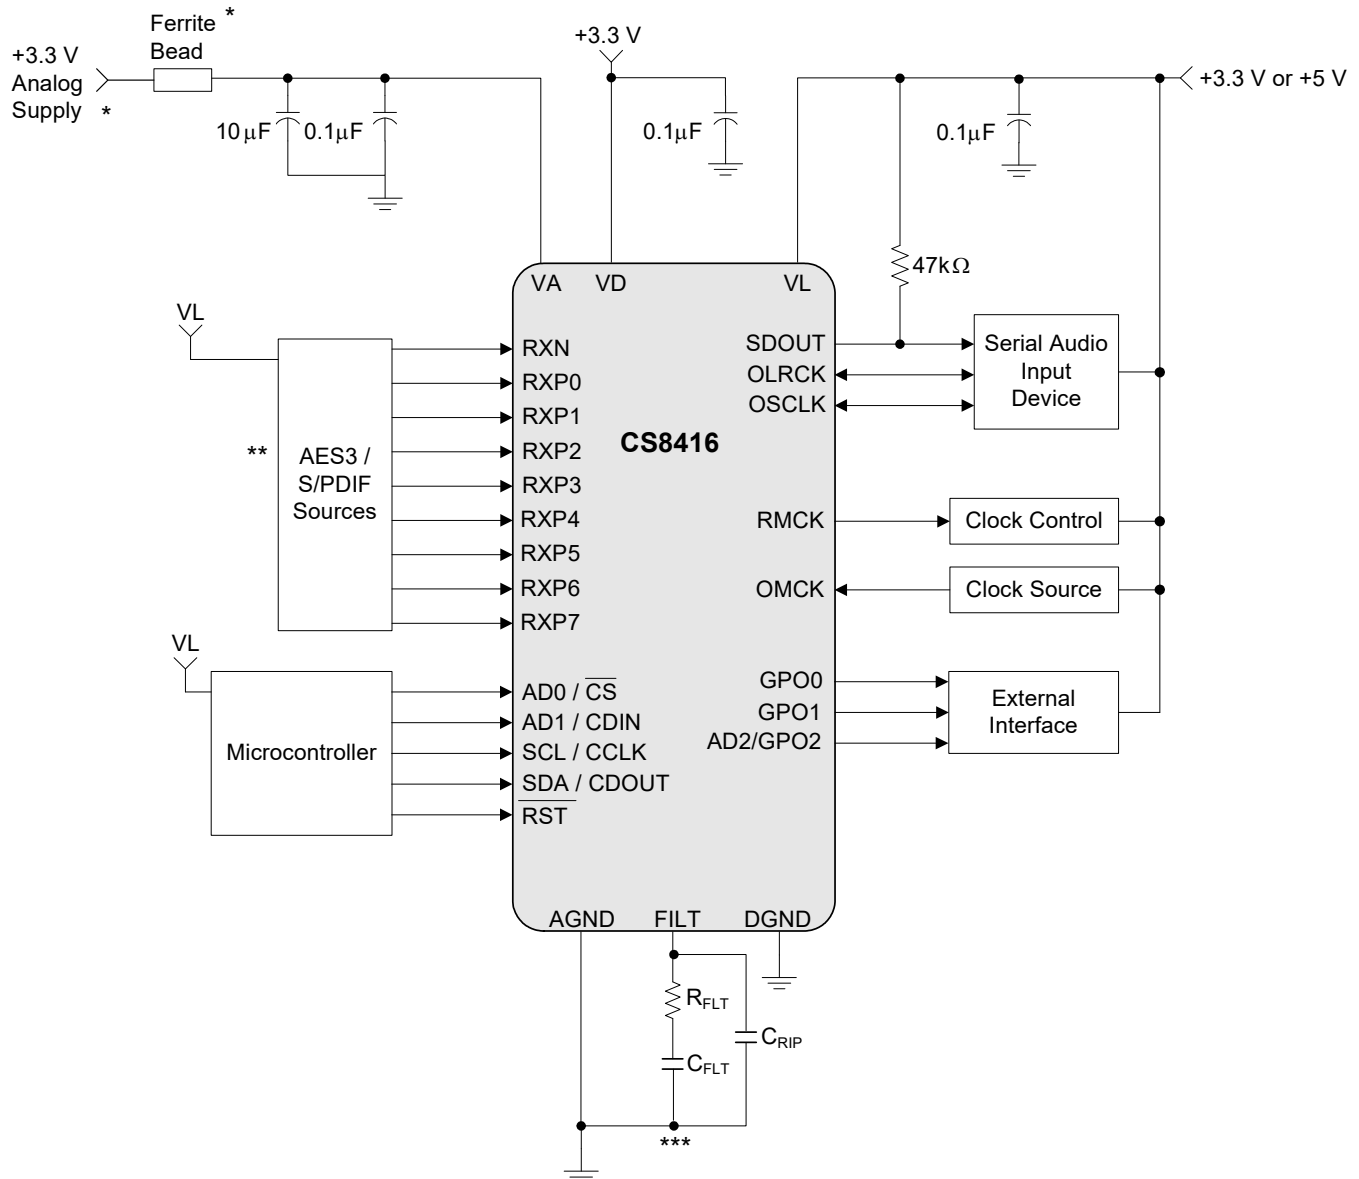 +3.3 V
Analog
Supply *
Ferrite *
Bead
10 µF
0.1µF
+3.3 V
0.1µF
0.1µF
+3.3 V or +5 V
47kΩ
VA
VD
VL
CS8416
VL
**
AES3 /
S/PDIF
Sources
RXN
RXP0
RXP1
RXP2
RXP3
RXP4
RXP5
RXP6
RXP7
VL
Microcontroller
AD0 / C̅S̅
AD1 / CDIN
SCL / CCLK
SDA / CDOUT
R̅S̅T̅
SDOUT
OLRCK
OSCLK
RMCK
OMCK
GPO0
GPO1
AD2/GPO2
Serial Audio
Input
Device
Clock Control
Clock Source
External
Interface
AGND
FILT
DGND
RFLT
CFLT
CRIP
***